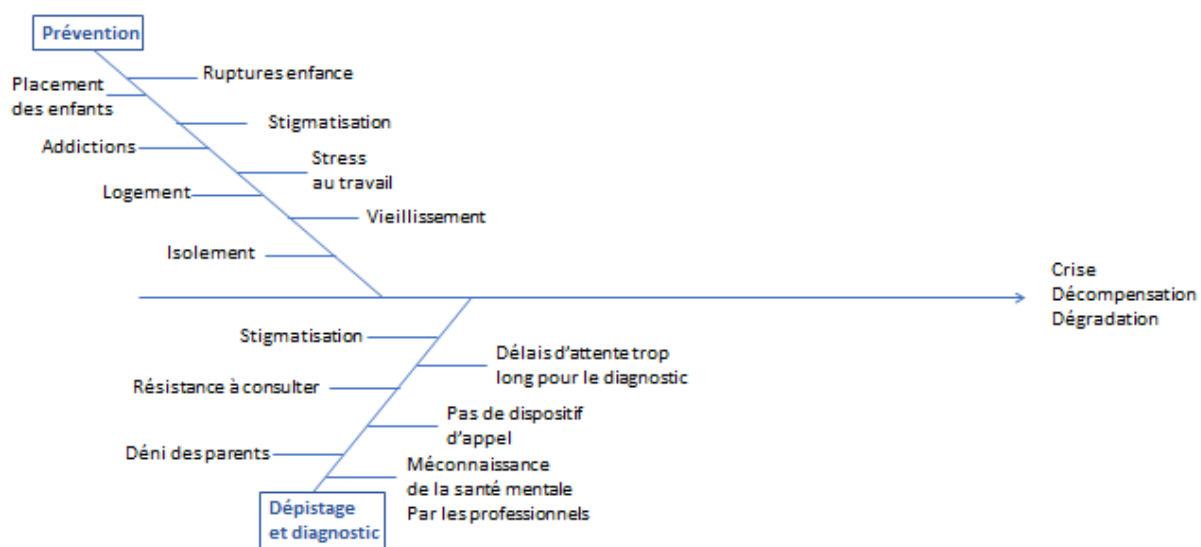 Prévention
Ruptures enfance
Placement
des enfants
Stigmatisation
Addictions
Stress
au travail
Logement
Vieillissement
Isolement
Crise
Décompensation
Dégradation
Stigmatisation
Délais d'attente trop
long pour le diagnostic
Résistance à consulter
Pas de dispositif
d'appel
Déni des parents
Méconnaissance
de la santé mentale
Par les professionnels
Dépistage
et diagnostic